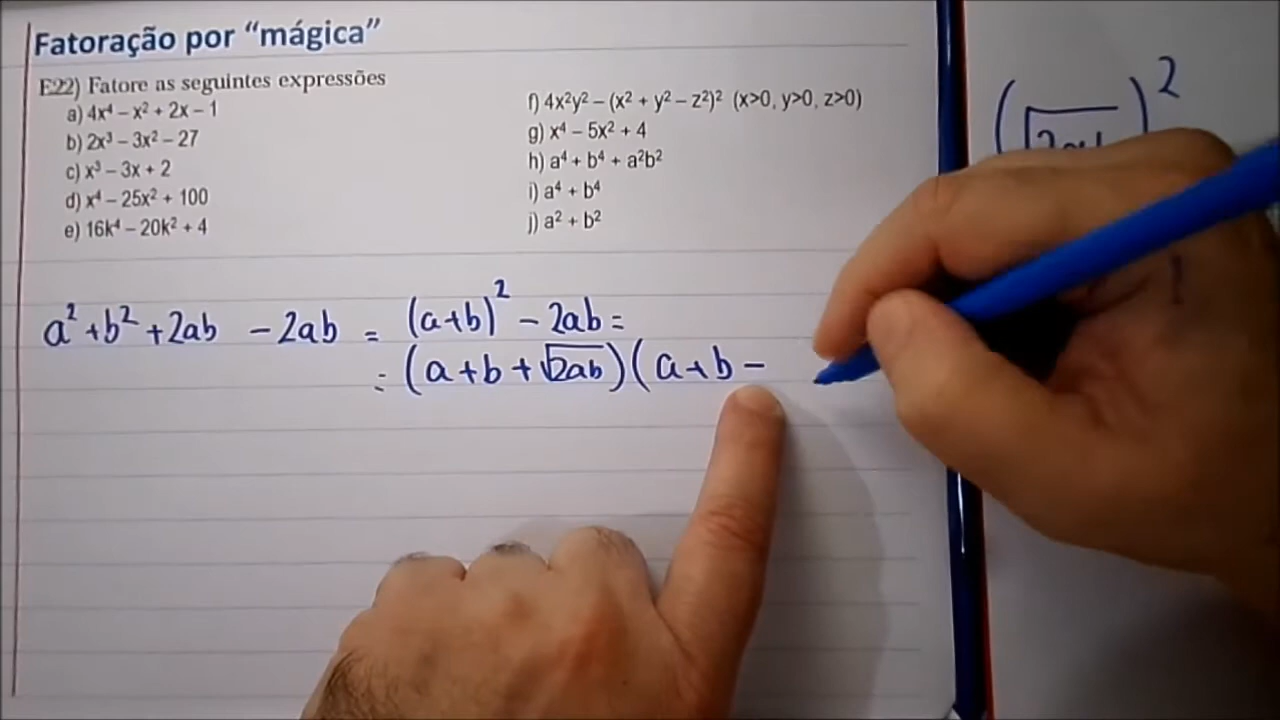 Fatoração por “mágica”
E22) Fatore as seguintes expressões
a) 4x⁴ – x² + 2x – 1
b) 2x³ – 3x² – 27
c) x³ – 3x + 2
d) x⁴ – 25x² + 100
e) 16k⁴ – 20k² + 4
f) 4x²y² – (x² + y² – z²)² (x>0, y>0, z>0)
g) x⁴ – 5x² + 4
h) a⁴ + b⁴ + a²b²
i) a⁴ + b⁴
j) a² + b²
a² + b² + 2ab – 2ab = (a+b)² – 2ab =
= (a + b + √2ab)(a + b –
(√2ab)²